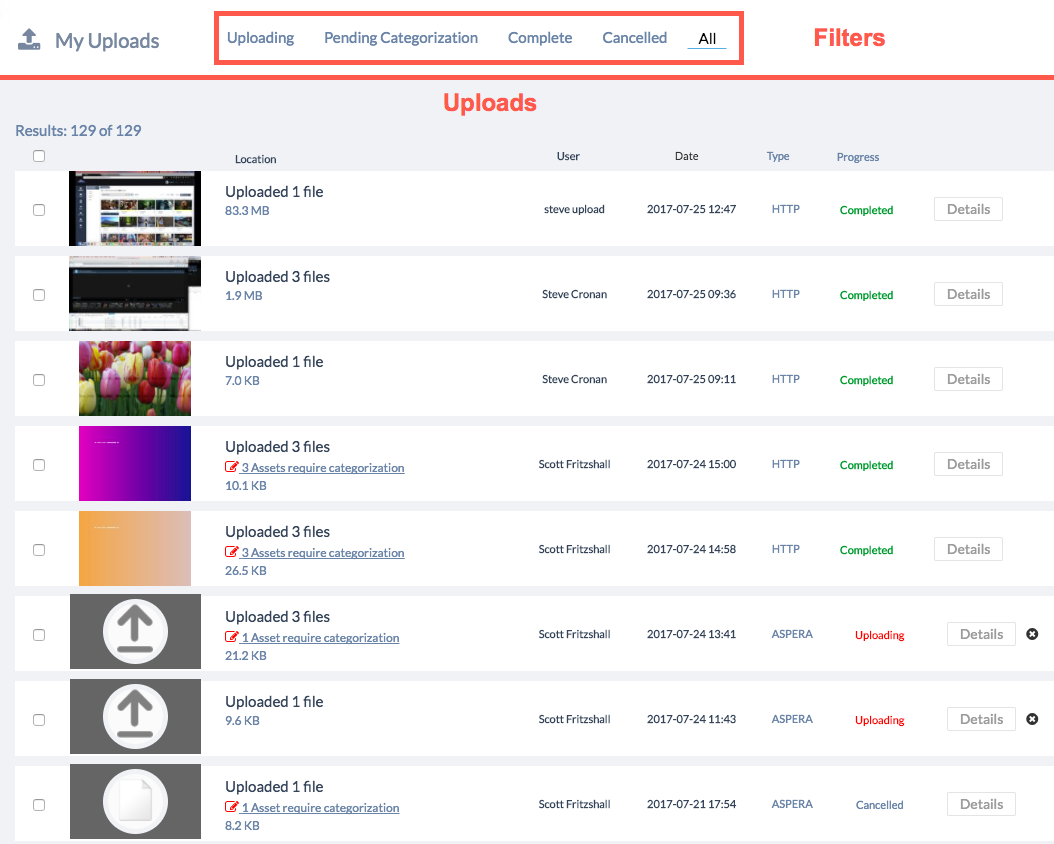 My Uploads
Uploading Pending Categorization Complete Cancelled All
Filters
Uploads
Results: 129 of 129
Location User Date Type Progress
Uploaded 1 file
83.3 MB
steve upload 2017-07-25 12:47 HTTP Completed Details
Uploaded 3 files
1.9 MB
Steve Cronan 2017-07-25 09:36 HTTP Completed Details
Uploaded 1 file
7.0 KB
Steve Cronan 2017-07-25 09:11 HTTP Completed Details
Uploaded 3 files
3 Assets require categorization
10.1 KB
Scott Fritzshall 2017-07-24 15:00 HTTP Completed Details
Uploaded 3 files
3 Assets require categorization
26.5 KB
Scott Fritzshall 2017-07-24 14:58 HTTP Completed Details
Uploaded 3 files
1 Asset require categorization
21.2 KB
Scott Fritzshall 2017-07-24 13:41 ASPERA Uploading Details
Uploaded 1 file
9.6 KB
Scott Fritzshall 2017-07-24 11:43 ASPERA Uploading Details
Uploaded 1 file
1 Asset require categorization
8.2 KB
Scott Fritzshall 2017-07-21 17:54 ASPERA Cancelled Details